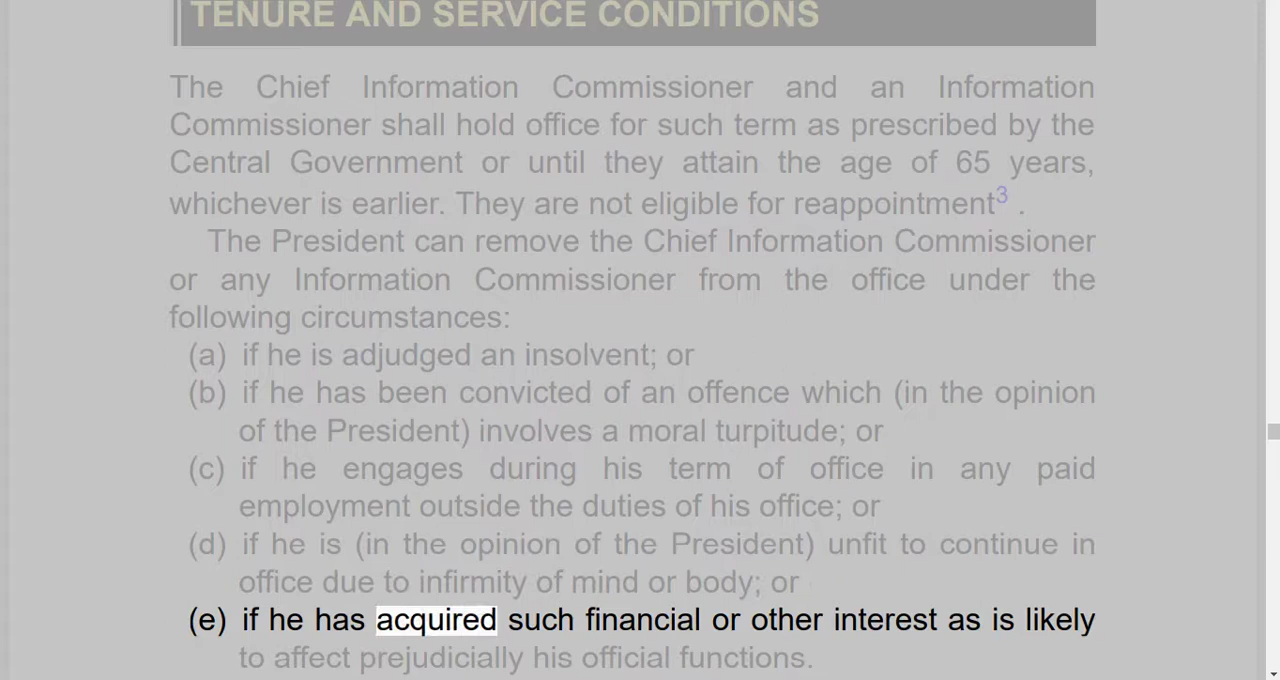 TENURE AND SERVICE CONDITIONS
The Chief Information Commissioner and an Information
Commissioner shall hold office for such term as prescribed by the
Central Government or until they attain the age of 65 years,
whichever is earlier. They are not eligible for reappointment3 .
The President can remove the Chief Information Commissioner
or any Information Commissioner from the office under the
following circumstances:
(a) if he is adjudged an insolvent; or
(b) if he has been convicted of an offence which (in the opinion
of the President) involves a moral turpitude; or
(c) if he engages during his term of office in any paid
employment outside the duties of his office; or
(d) if he is (in the opinion of the President) unfit to continue in
office due to infirmity of mind or body; or
(e) if he has acquired such financial or other interest as is likely
to affect prejudicially his official functions.